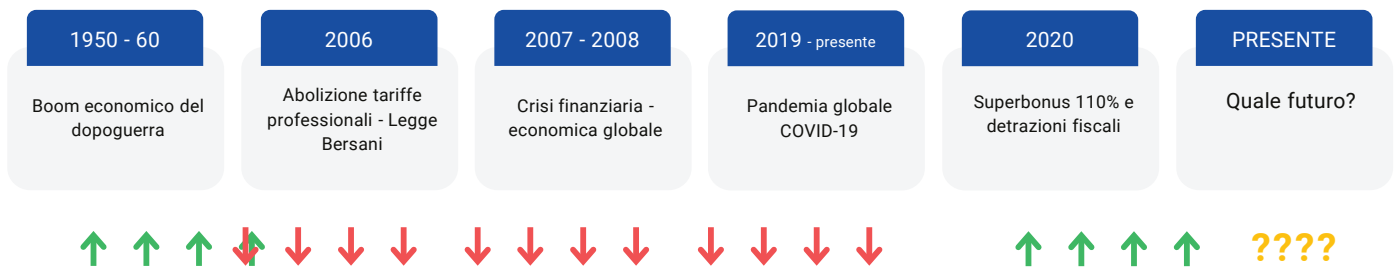 1950 - 60
Boom economico del
dopoguerra
2006
Abolizione tariffe
professionali - Legge
Bersani
2007 - 2008
Crisi finanziaria -
economica globale
2019 - presente
Pandemia globale
COVID-19
2020
Superbonus 110% e
detrazioni fiscali
PRESENTE
Quale futuro?
????